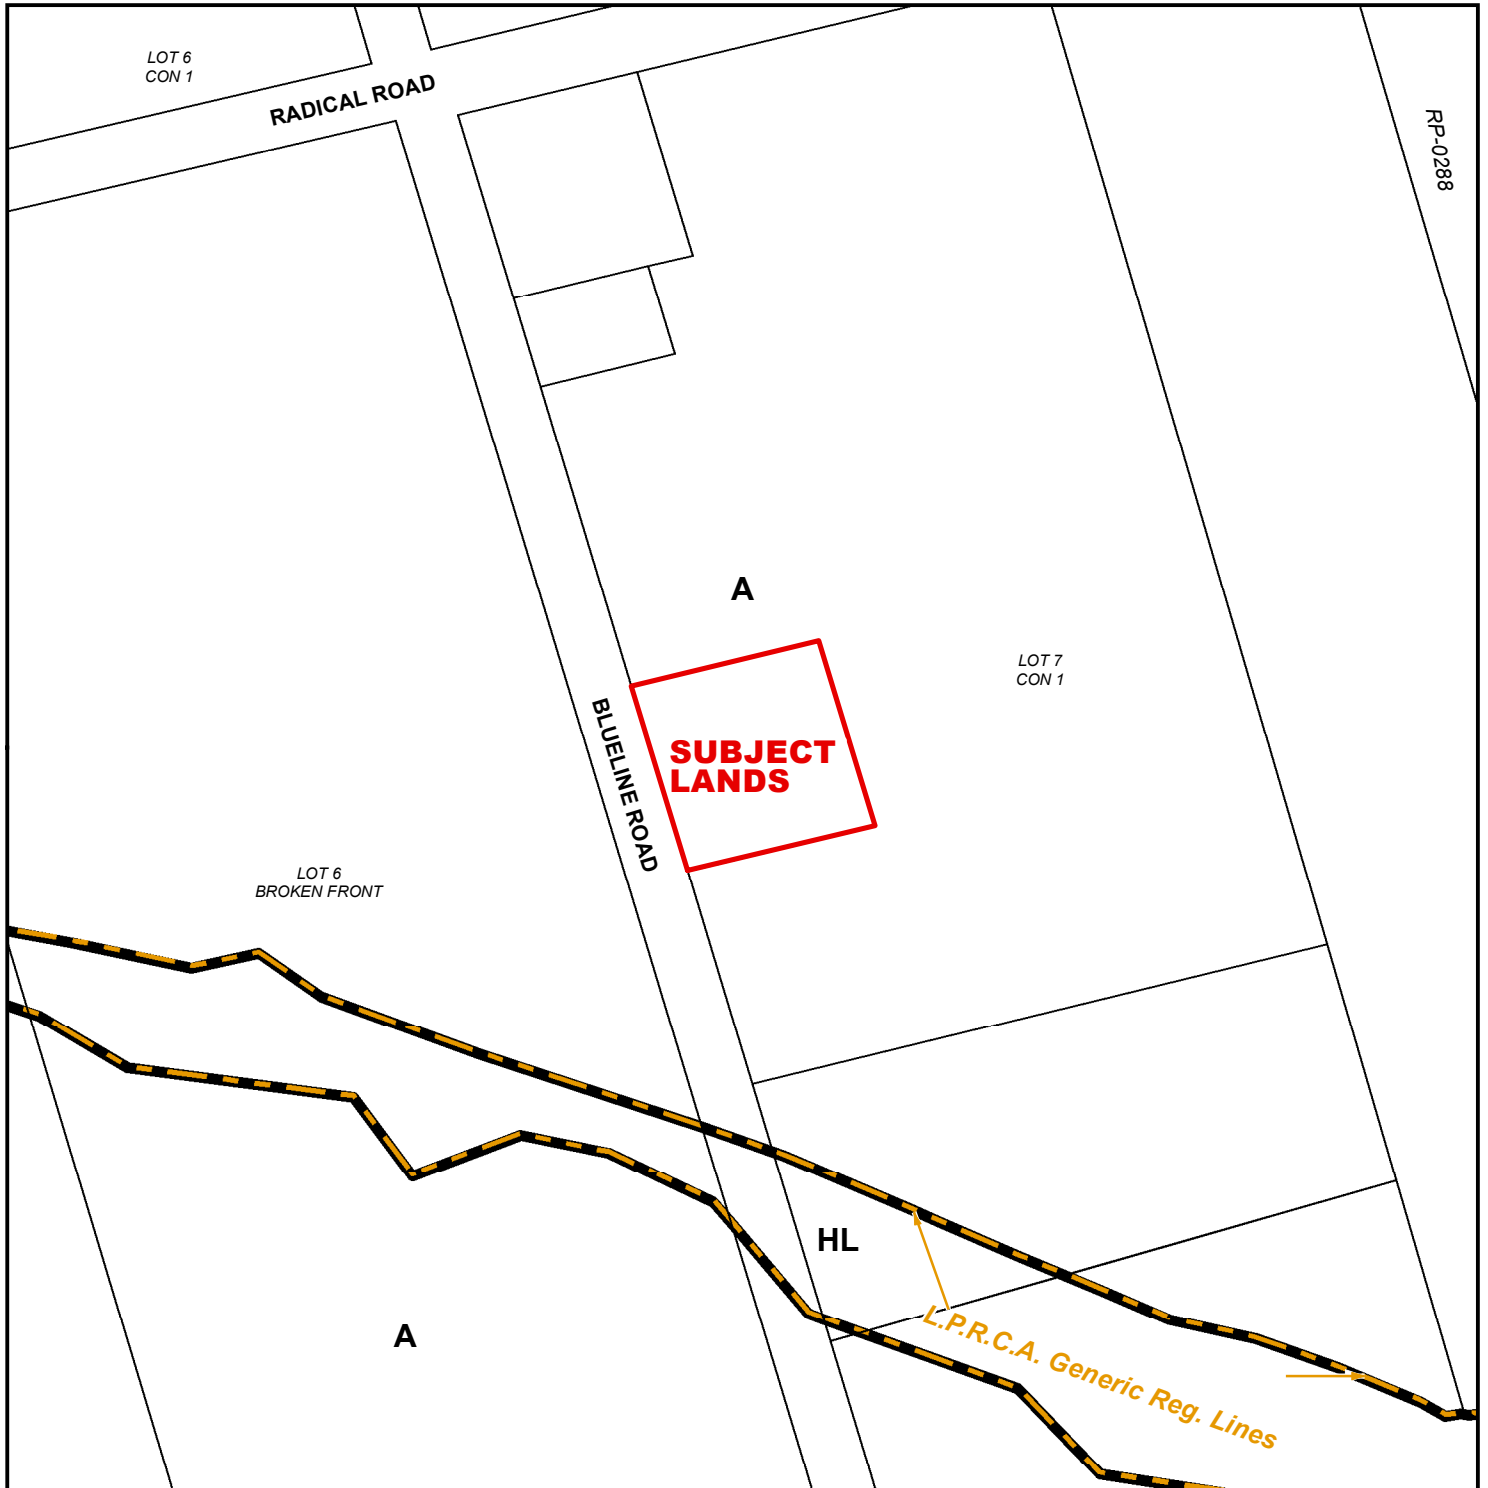 LOT 6
CON 1
RADICAL ROAD
RP-0288
A
LOT 7
CON 1
SUBJECT
LANDS
BLUELINE ROAD
LOT 6
BROKEN FRONT
HL
L.P.R.C.A. Generic Reg. Lines
A